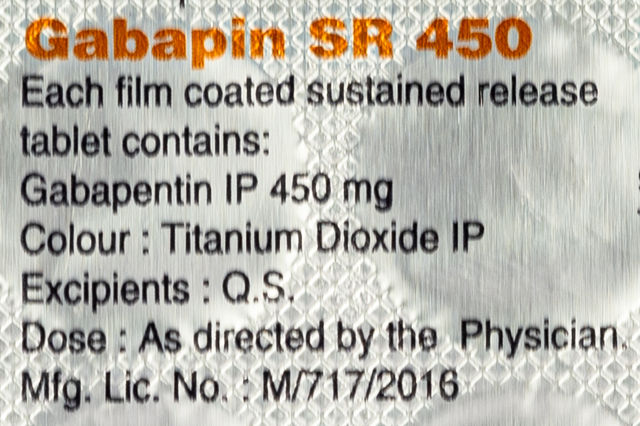 Gabapin SR 450
Each film coated sustained release
tablet contains:
Gabapentin IP 450 mg
Colour : Titanium Dioxide IP
Excipients : Q.S.
Dose : As directed by the Physician.
Mfg. Lic. No. : M/717/2016